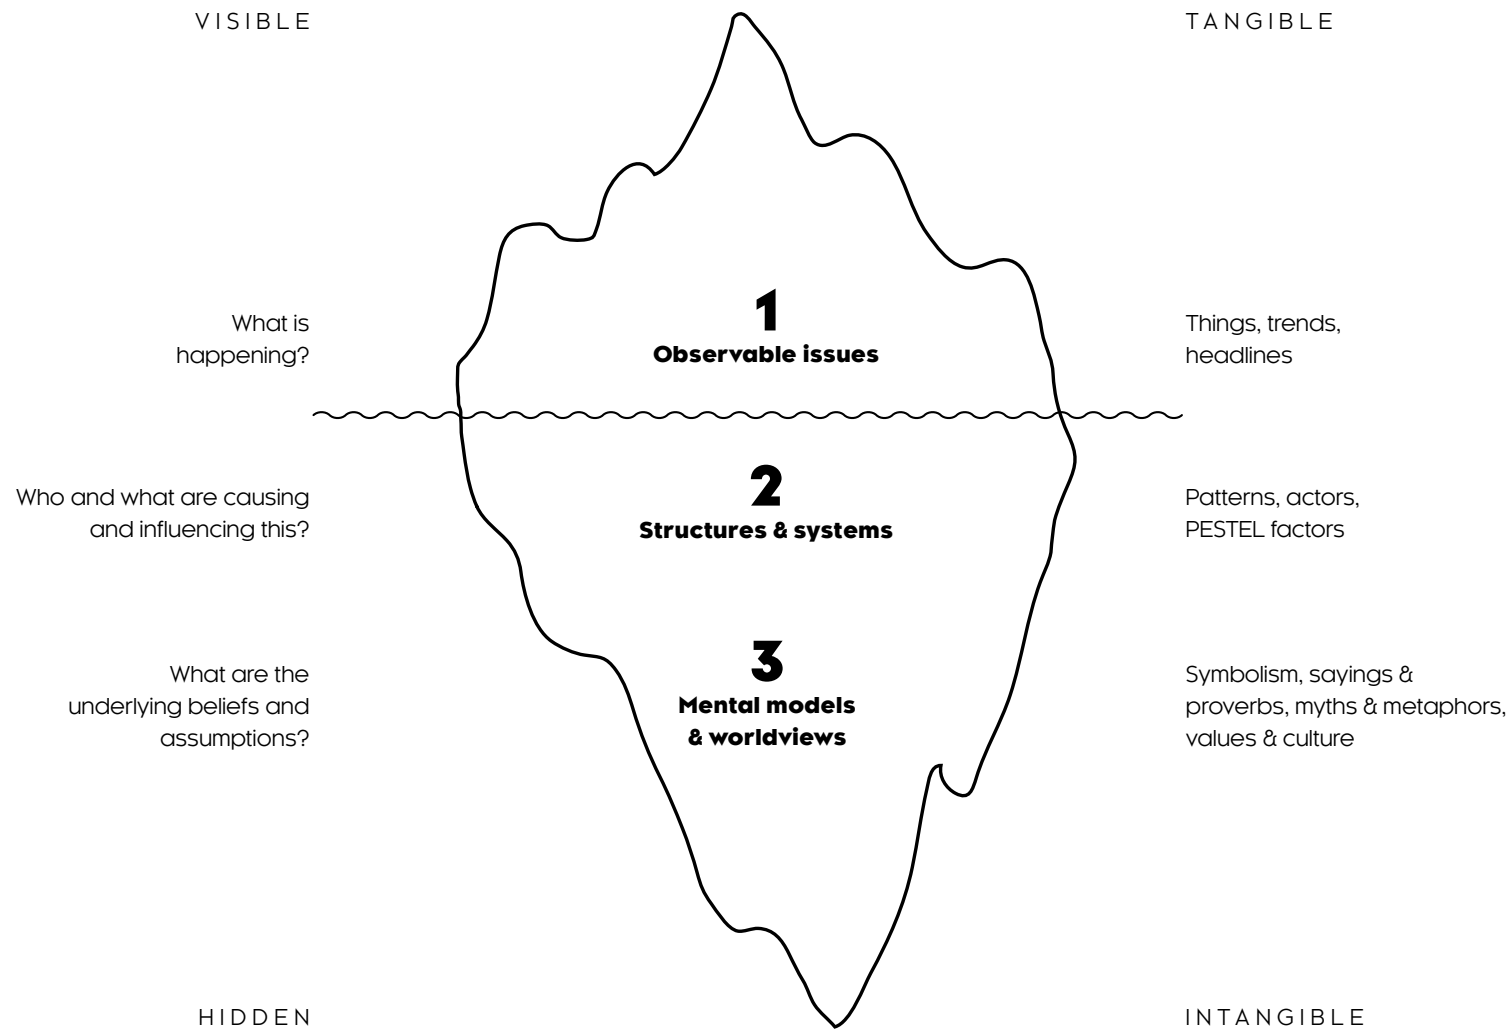 VISIBLE
TANGIBLE
What is
happening?
1
Observable issues
Things, trends,
headlines
Who and what are causing
and influencing this?
2
Structures & systems
Patterns, actors,
PESTEL factors
What are the
underlying beliefs and
assumptions?
3
Mental models
& worldviews
Symbolism, sayings &
proverbs, myths & metaphors,
values & culture
HIDDEN
INTANGIBLE